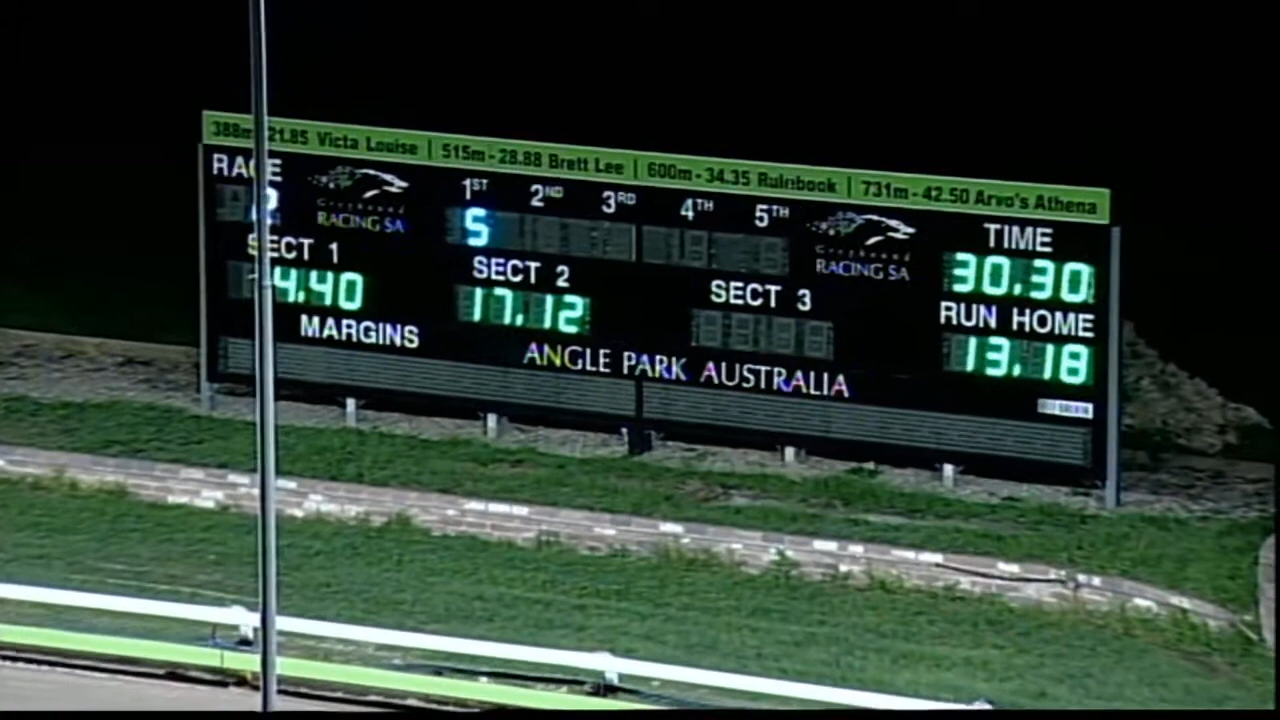 388m-21.85 Victa Louise | 515m-28.88 Brett Lee | 600m-34.35 Rulebook | 731m-42.50 Arvo's Athena
RACE
Greyhound
RACING SA
1ST 2ND 3RD 4TH 5TH
5
Greyhound
RACING SA
TIME
30.30
SECT 1
4.40
SECT 2
17.12
SECT 3
RUN HOME
13.18
MARGINS
ANGLE PARK AUSTRALIA